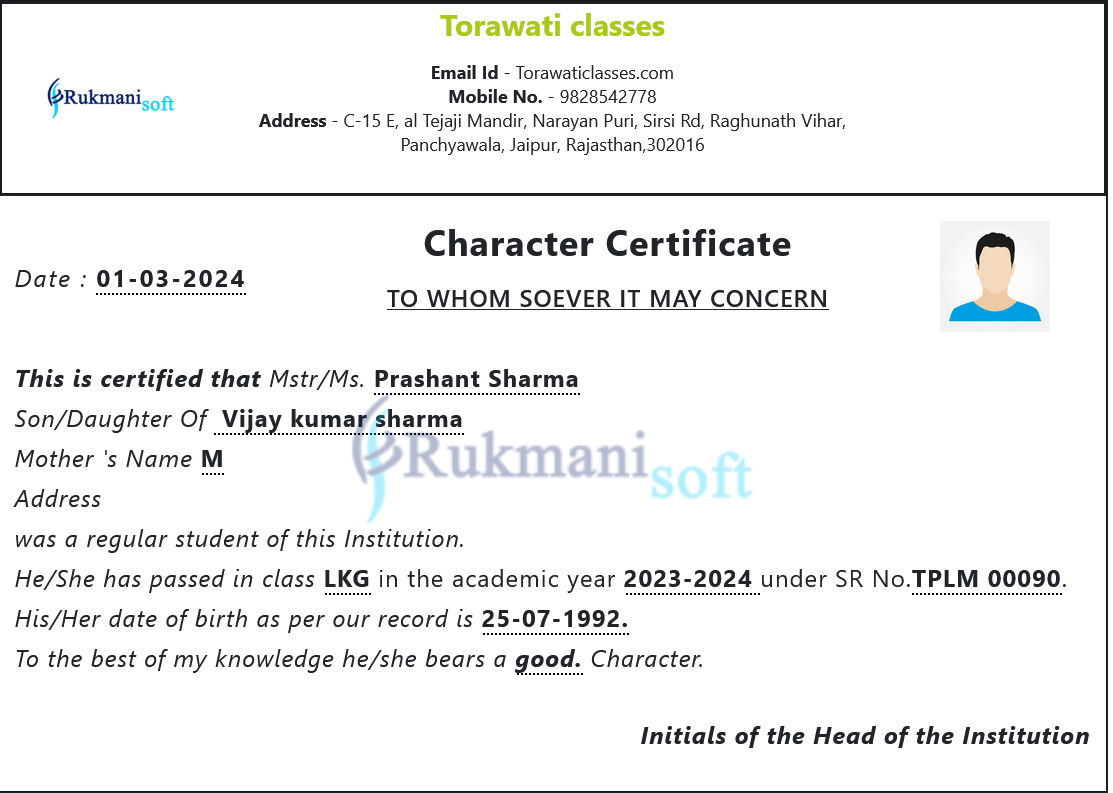 Torawati classes
Email Id - Torawaticlasses.com
Rukmanisoft
Mobile No. - 9828542778
Address - C-15 E, al Tejaji Mandir, Narayan Puri, Sirsi Rd, Raghunath Vihar,
Panchyawala, Jaipur, Rajasthan,302016
Character Certificate
Date : 01-03-2024
TO WHOM SOEVER IT MAY CONCERN
This is certified that Mstr/Ms. Prashant Sharma
Son/Daughter Of Vijay kumar sharma
Mother 's Name M
Rukmanisoft
Address
was a regular student of this Institution.
He/She has passed in class LKG in the academic year 2023-2024 under SR No.TPLM 00090.
His/Her date of birth as per our record is 25-07-1992.
To the best of my knowledge he/she bears a good. Character.
Initials of the Head of the Institution